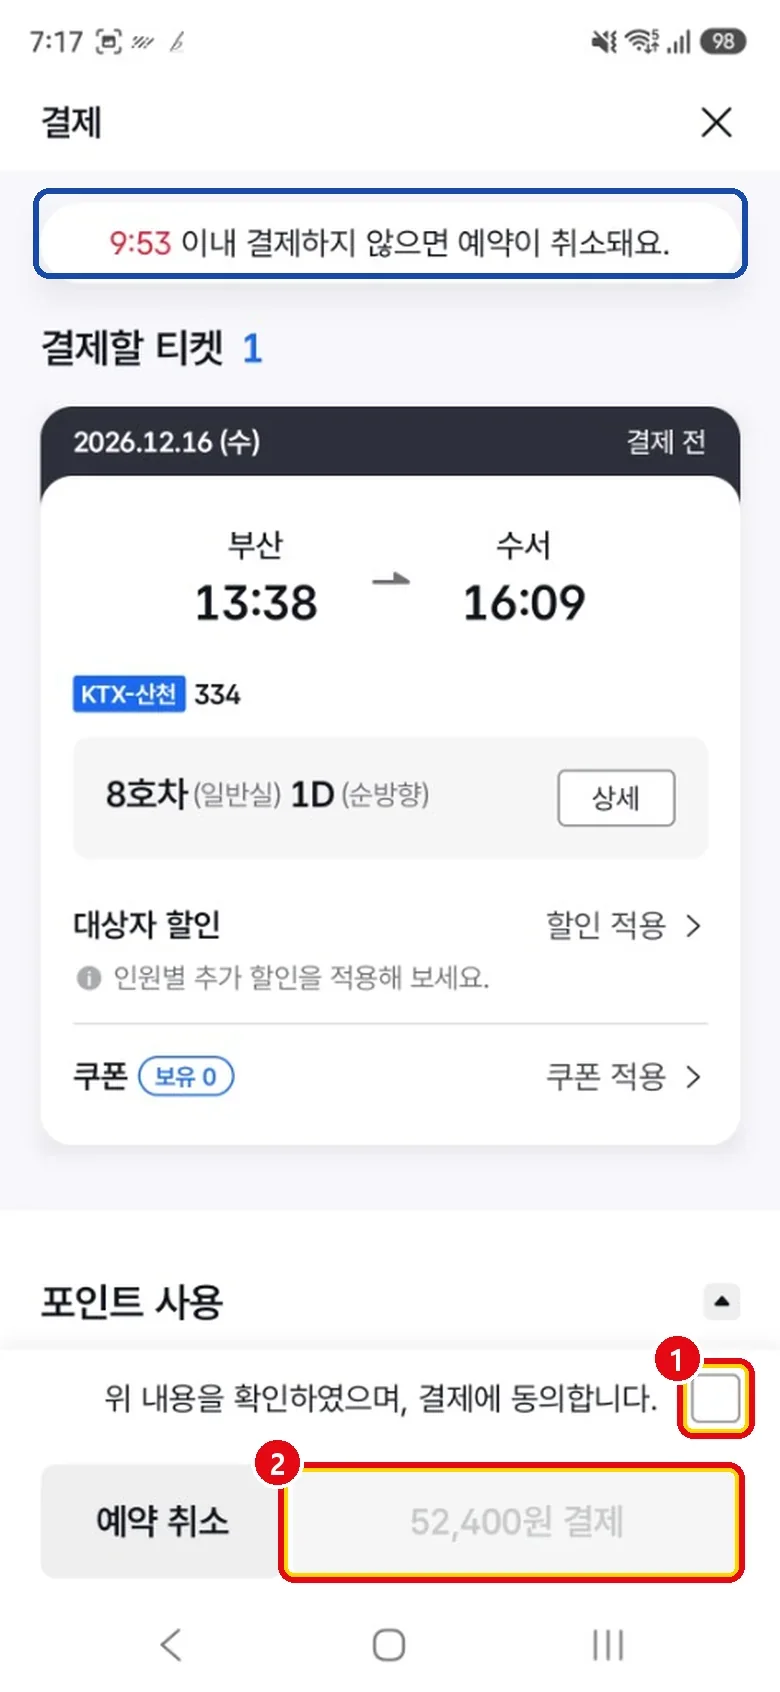 7:17 98
결제
9:53 이내 결제하지 않으면 예약이 취소돼요.
결제할 티켓 1
2026.12.16 (수) 결제 전
부산 수서
13:38 16:09
KTX-산천 334
8호차 (일반실) 1D (순방향) 상세
대상자 할인 할인 적용
인원별 추가 할인을 적용해 보세요.
쿠폰 보유 0 쿠폰 적용
포인트 사용
1
위 내용을 확인하였으며, 결제에 동의합니다.
2
예약 취소 52,400원 결제